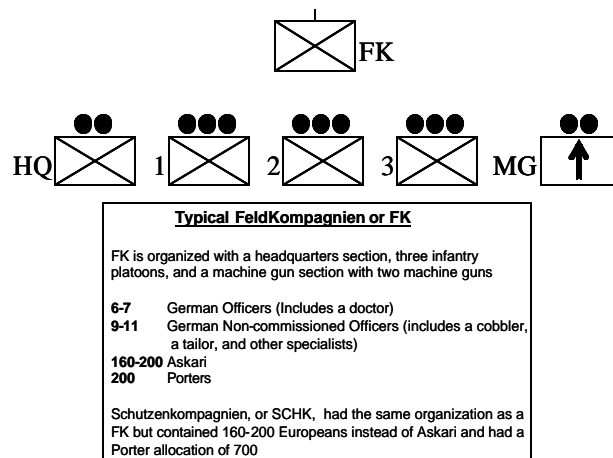 FK
HQ 1 2 3 MG
Typical FeldKompagnien or FK
FK is organized with a headquarters section, three infantry
platoons, and a machine gun section with two machine guns
6-7 German Officers (Includes a doctor)
9-11 German Non-commissioned Officers (includes a cobbler,
a tailor, and other specialists)
160-200 Askari
200 Porters
Schutzenkompagnien, or SCHK, had the same organization as a
FK but contained 160-200 Europeans instead of Askari and had a
Porter allocation of 700